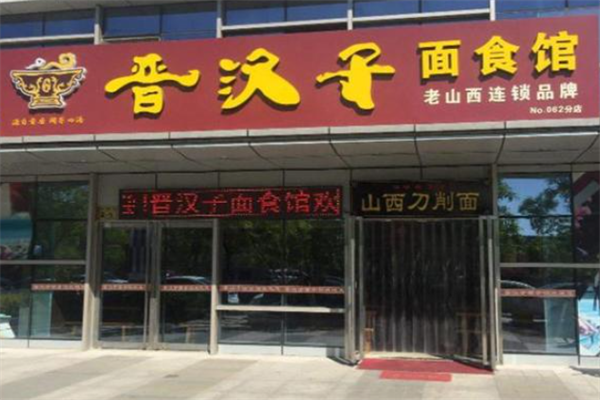 晋汉子 面食馆
老山西连锁品牌
No.062分店
迎!晋汉子面食馆欢
山西刀削面